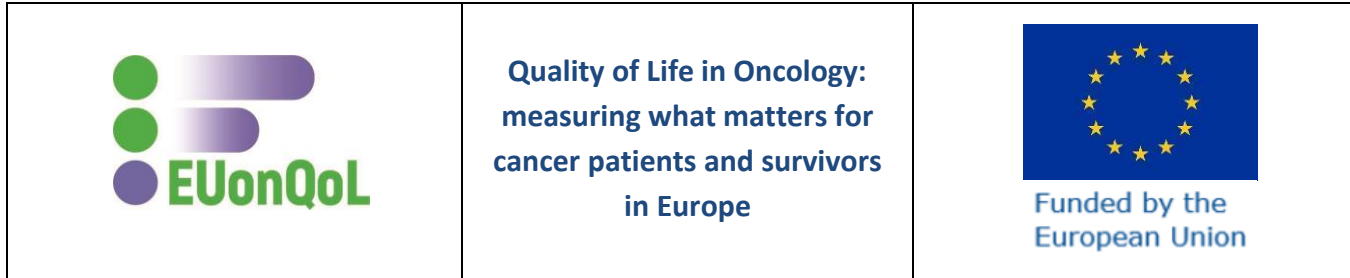 EUonQoL
Quality of Life in Oncology:
measuring what matters for
cancer patients and survivors
in Europe
Funded by the
European Union